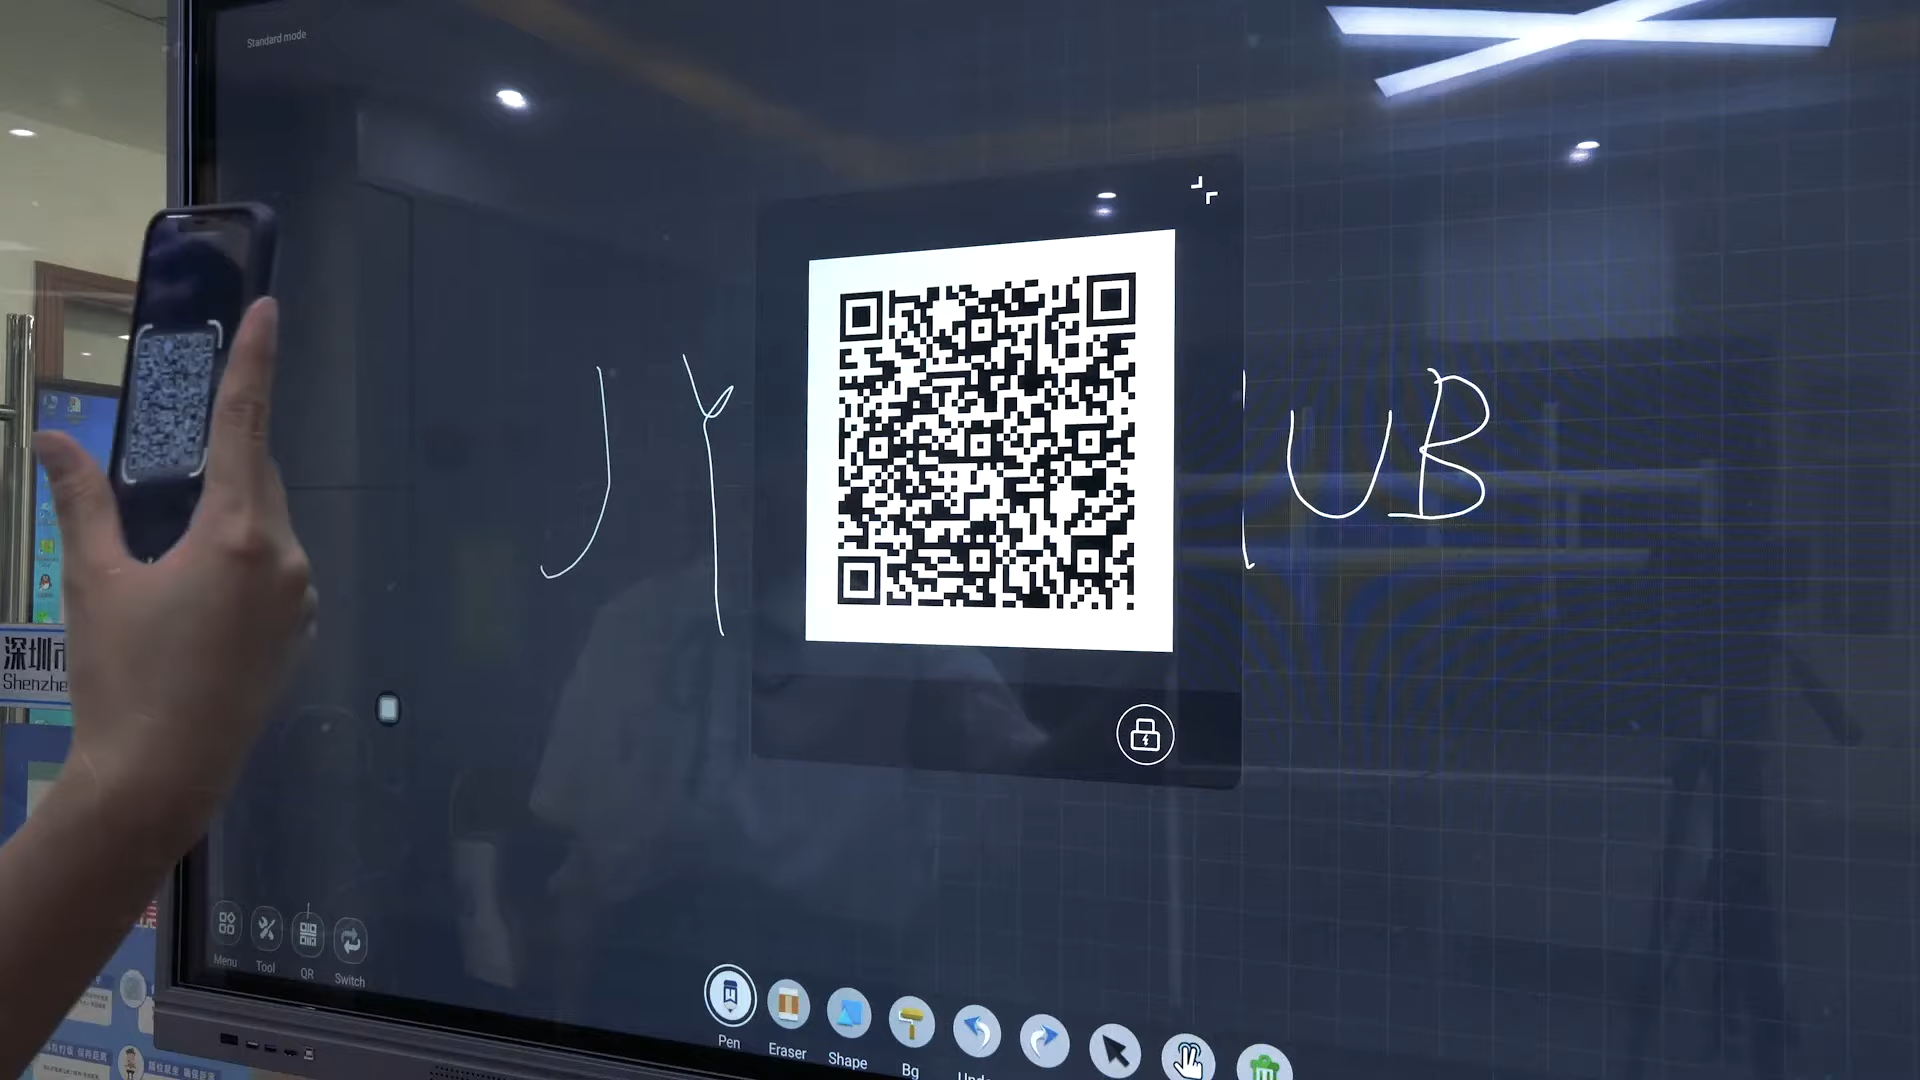 Standard mode
JY
UB
深圳市
Shenzhe
Menu
Tool
QR
Switch
Pen
Eraser
Shape
Bg